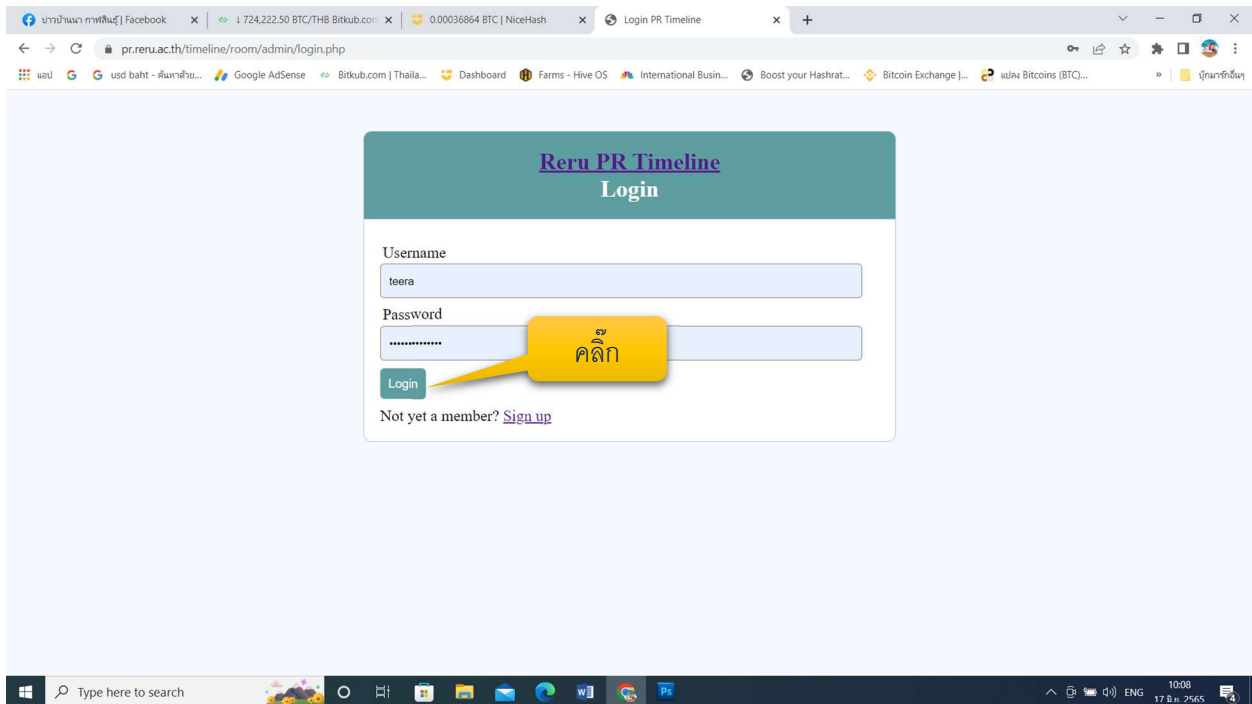 บ่าวบ้านนา กาฬสินธุ์ | Facebook
↓ 724,222.50 BTC/THB Bitkub.con
0.00036864 BTC | NiceHash
Login PR Timeline
pr.reru.ac.th/timeline/room/admin/login.php
แอป
usd baht - ค้นหาด้วย...
Google AdSense
Bitkub.com | Thaila...
Dashboard
Farms - Hive OS
International Busin...
Boost your Hashrat...
Bitcoin Exchange |...
แปลง Bitcoins (BTC)...
»
บุ๊กมาร์กอื่นๆ
Reru PR Timeline
Login
Username
teera
Password
••••••••••••••
คลิ๊ก
Login
Not yet a member? Sign up
Type here to search
W
Ps
ENG
10:08
17 มิ.ย. 2565
4